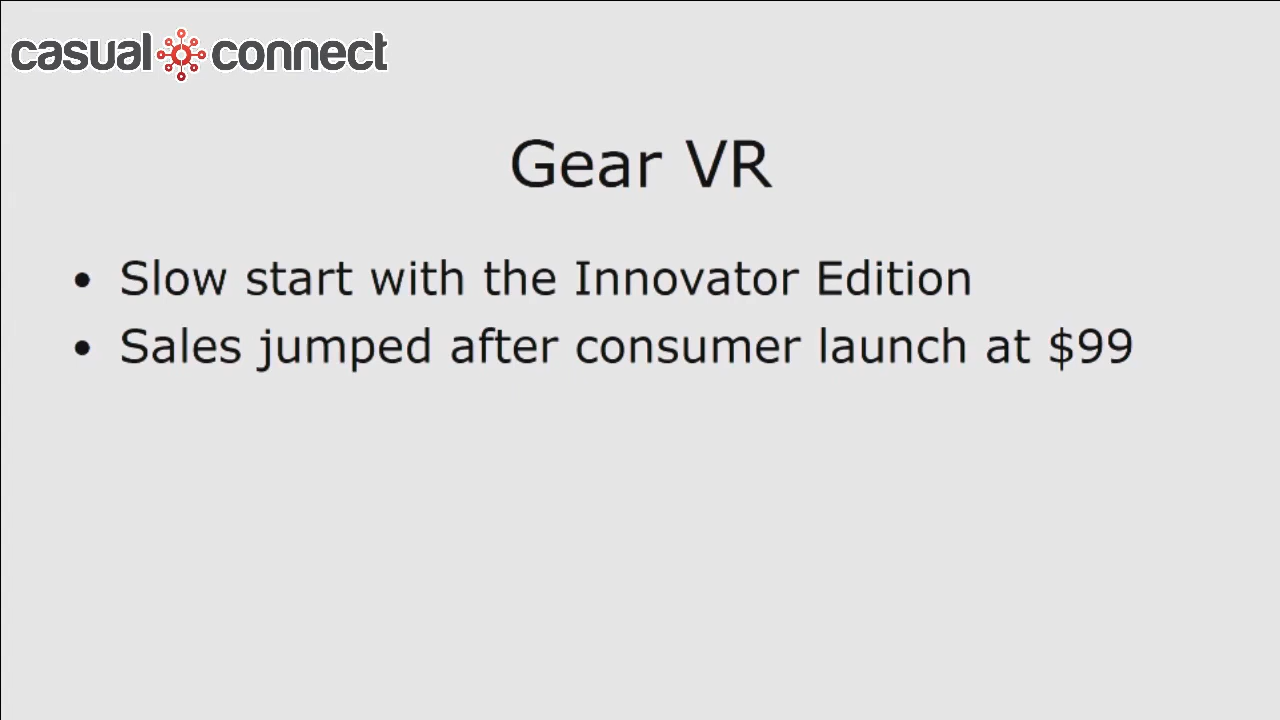 casual connect
Gear VR
• Slow start with the Innovator Edition
• Sales jumped after consumer launch at $99